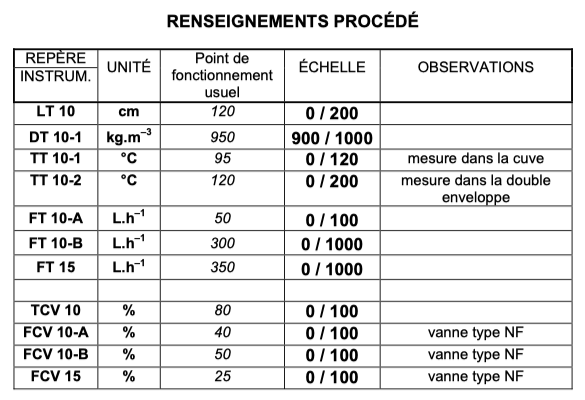 RENSEIGNEMENTS PROCÉDÉ
REPÈRE INSTRUM. UNITÉ Point de fonctionnement usuel ÉCHELLE OBSERVATIONS
LT 10 cm 120 0 / 200
DT 10-1 kg.m⁻³ 950 900 / 1000
TT 10-1 °C 95 0 / 120 mesure dans la cuve
TT 10-2 °C 120 0 / 200 mesure dans la double enveloppe
FT 10-A L.h⁻¹ 50 0 / 100
FT 10-B L.h⁻¹ 300 0 / 1000
FT 15 L.h⁻¹ 350 0 / 1000
TCV 10 % 80 0 / 100
FCV 10-A % 40 0 / 100 vanne type NF
FCV 10-B % 50 0 / 100 vanne type NF
FCV 15 % 25 0 / 100 vanne type NF